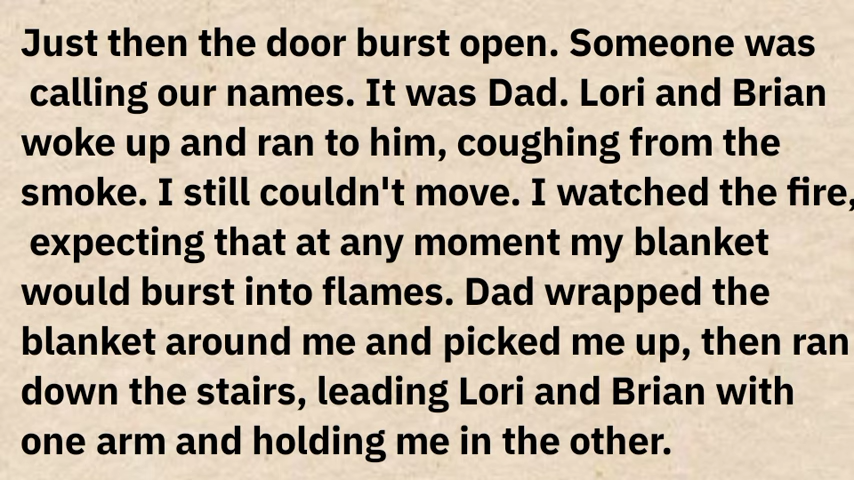 Just then the door burst open. Someone was
calling our names. It was Dad. Lori and Brian
woke up and ran to him, coughing from the
smoke. I still couldn't move. I watched the fire,
expecting that at any moment my blanket
would burst into flames. Dad wrapped the
blanket around me and picked me up, then ran
down the stairs, leading Lori and Brian with
one arm and holding me in the other.